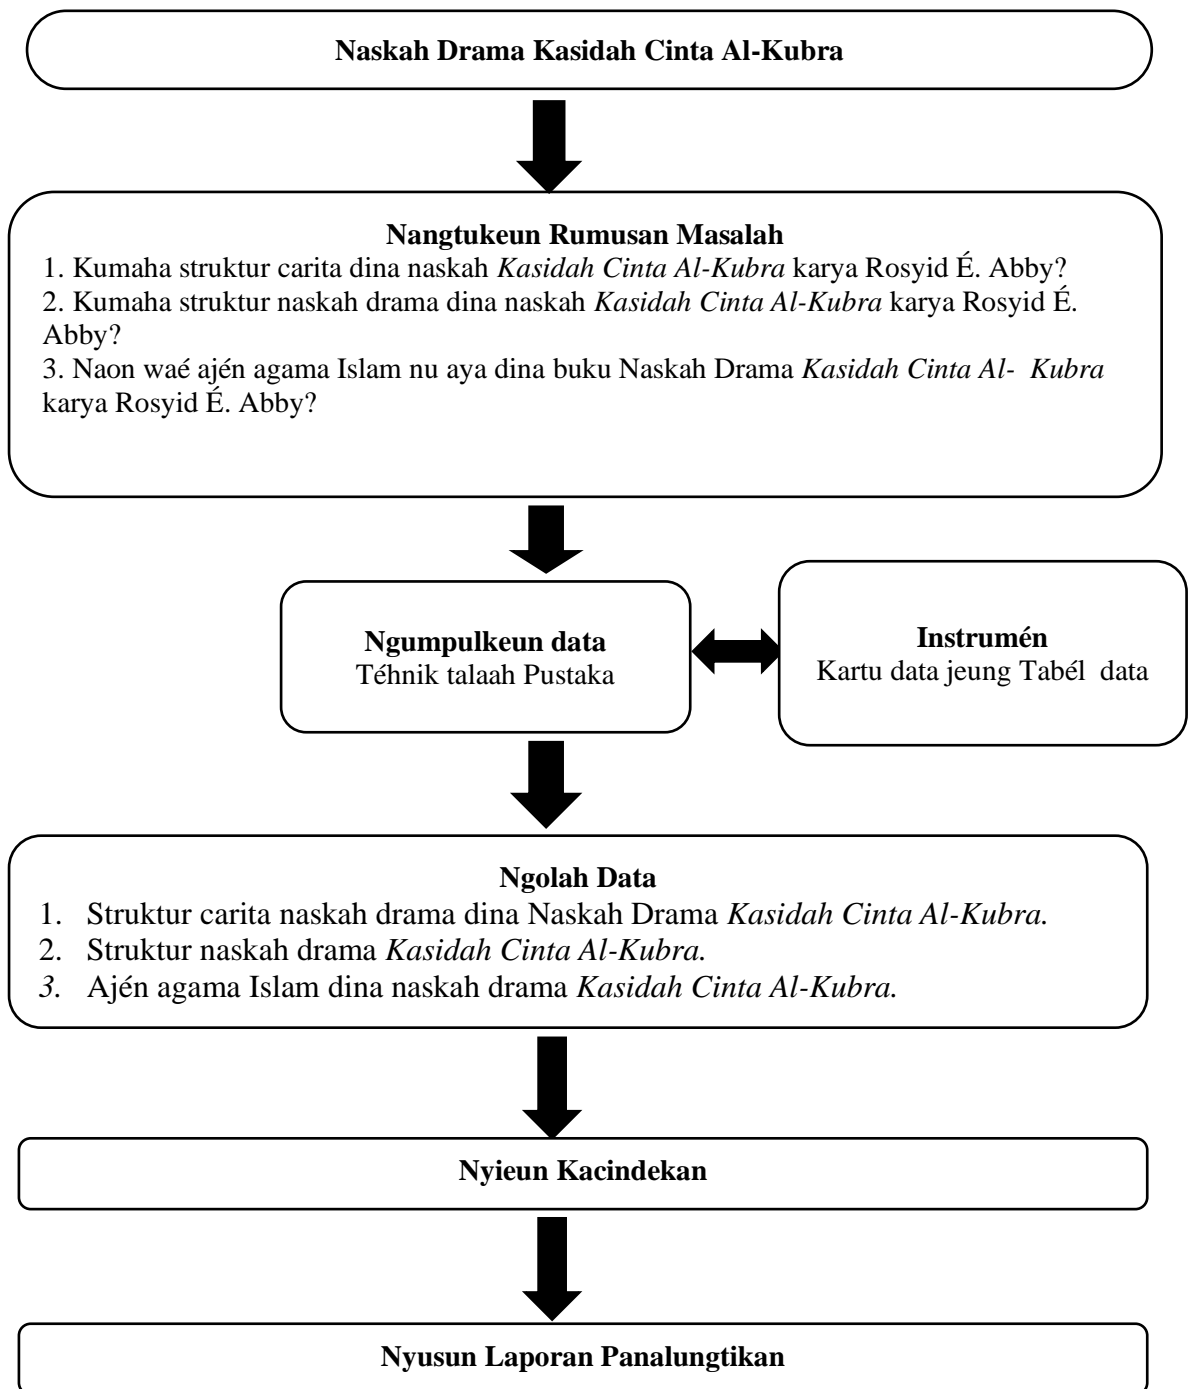 Naskah Drama Kasidah Cinta Al-Kubra
Nangtukeun Rumusan Masalah
1. Kumaha struktur carita dina naskah Kasidah Cinta Al-Kubra karya Rosyid É. Abby?
2. Kumaha struktur naskah drama dina naskah Kasidah Cinta Al-Kubra karya Rosyid É.
Abby?
3. Naon waé ajén agama Islam nu aya dina buku Naskah Drama Kasidah Cinta Al- Kubra
karya Rosyid É. Abby?
Ngumpulkeun data
Téhnik talaah Pustaka
Instrumén
Kartu data jeung Tabél data
Ngolah Data
1. Struktur carita naskah drama dina Naskah Drama Kasidah Cinta Al-Kubra.
2. Struktur naskah drama Kasidah Cinta Al-Kubra.
3. Ajén agama Islam dina naskah drama Kasidah Cinta Al-Kubra.
Nyieun Kacindekan
Nyusun Laporan Panalungtikan